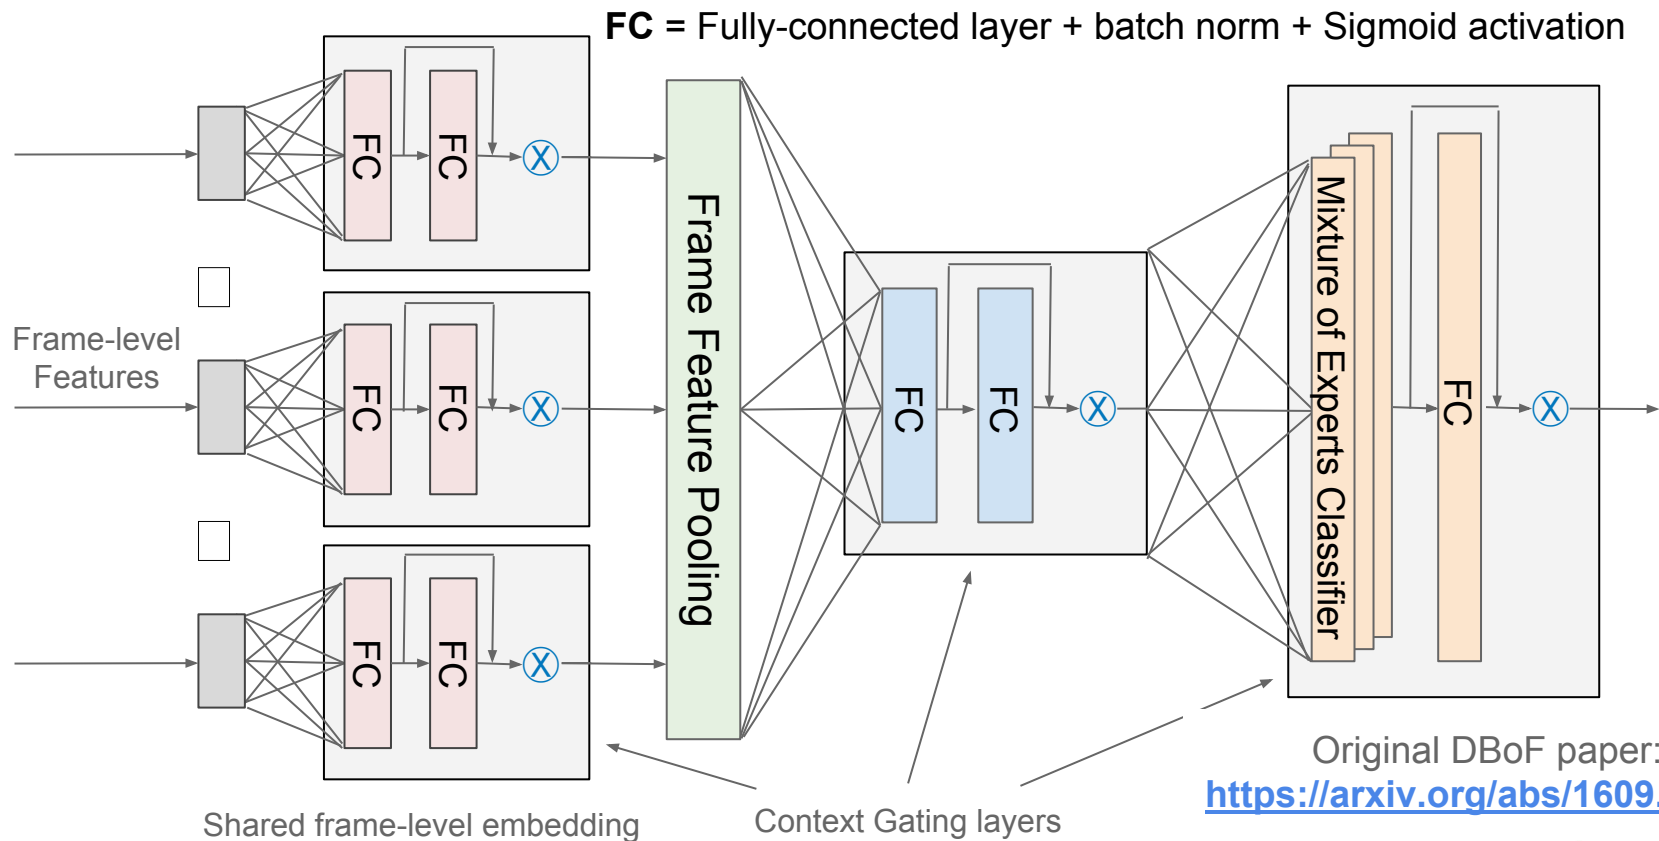 FC = Fully-connected layer + batch norm + Sigmoid activation
FC
FC
X
FC
FC
X
FC
FC
X
Frame-level
Features
Frame Feature Pooling
FC
FC
X
Mixture of Experts Classifier
FC
X
Shared frame-level embedding
Context Gating layers
Original DBoF paper:
https://arxiv.org/abs/1609.